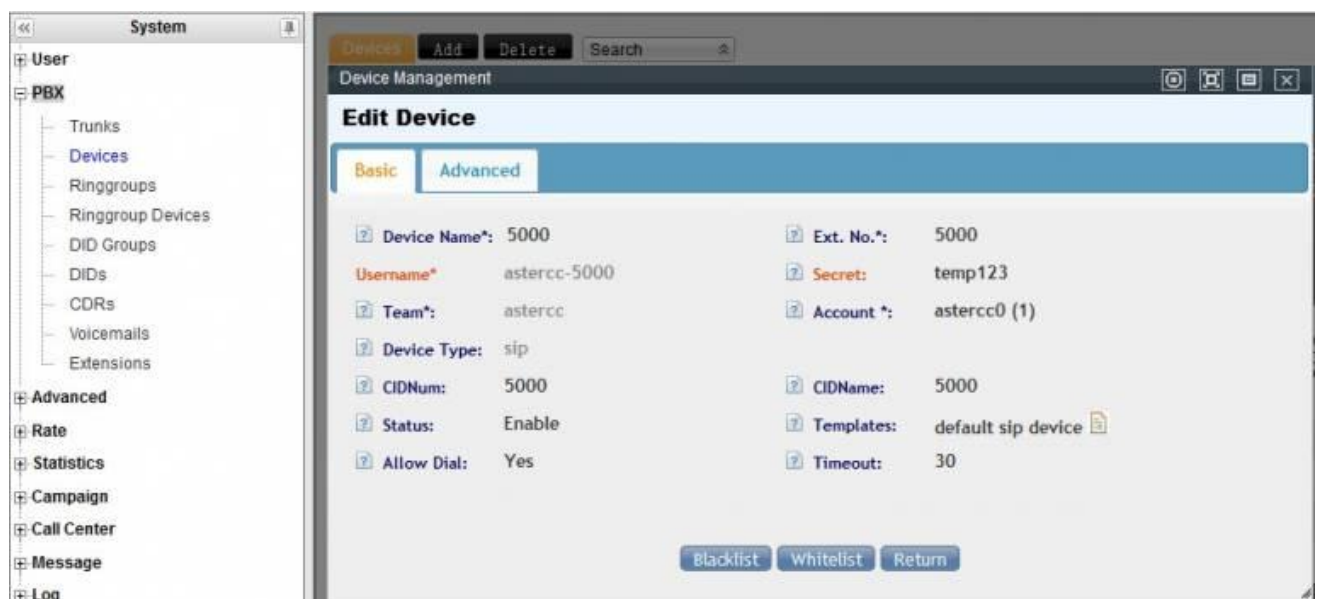 System
User
PBX
Trunks
Devices
Ringgroups
Ringgroup Devices
DID Groups
DIDs
CDRs
Voicemails
Extensions
Advanced
Rate
Statistics
Campaign
Call Center
Message
Log
Devices Add Delete Search
Device Management
Edit Device
Basic Advanced
Device Name*: 5000 Ext. No.*: 5000
Username* astercc-5000 Secret: temp123
Team*: astercc Account *: astercc0 (1)
Device Type: sip
CIDNum: 5000 CIDName: 5000
Status: Enable Templates: default sip device
Allow Dial: Yes Timeout: 30
Blacklist Whitelist Return